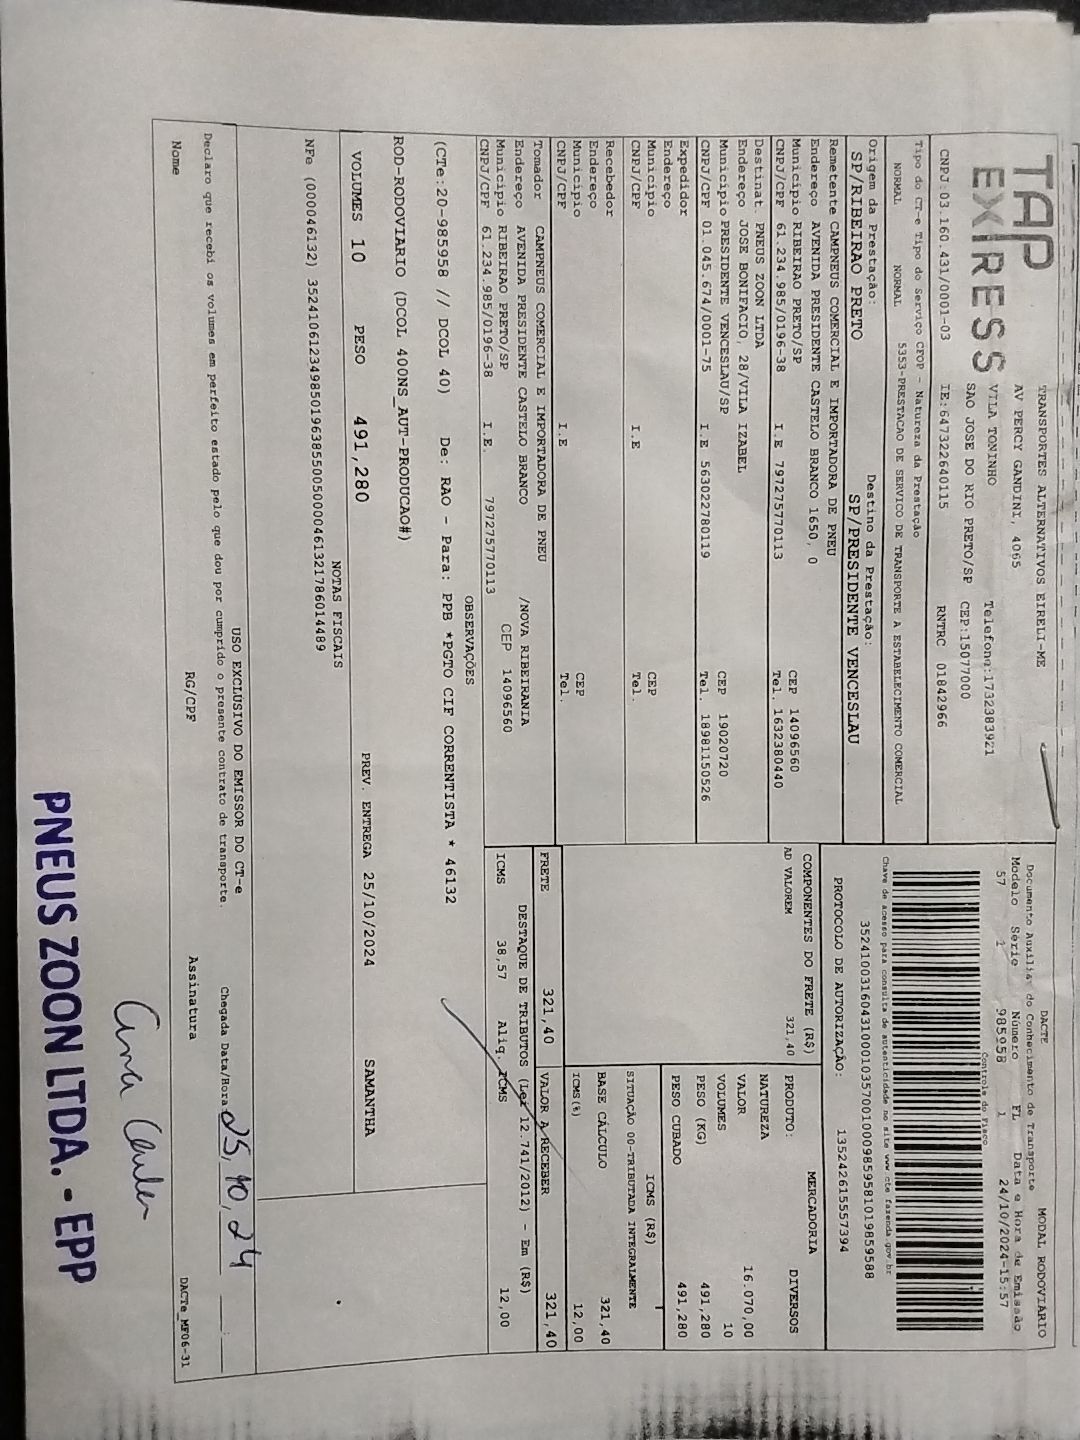 TAP
EXPRESS
TRANSPORTES ALTERNATIVOS EIRELI-ME
AV PERCY GANDINI, 4065
VILA TONINHO Telefone:1732383921
SAO JOSE DO RIO PRETO/SP CEP:15077000
CNPJ:03.160.431/0001-03 IE:647322640115 RNTRC 01842966
DACTE MODAL RODOVIARIO
Documento Auxiliar do Conhecimento de Transporte
Modelo Série Número FL Data e Hora de Emissão
57 1 985958 1 24/10/2024-15:57
Controle do Fisco
Chave de acesso para consulta de autenticidade no site www.cte.fazenda.gov.br
35241003160431000103570010009859581019859588
PROTOCOLO DE AUTORIZAÇÃO: 135242615557394
Tipo do CT-e Tipo do Serviço CFOP - Natureza da Prestação
NORMAL NORMAL 5353-PRESTACAO DE SERVICO DE TRANSPORTE A ESTABELECIMENTO COMERCIAL
Origem da Prestação: Destino da Prestação:
SP/RIBEIRAO PRETO SP/PRESIDENTE VENCESLAU
Remetente CAMPNEUS COMERCIAL E IMPORTADORA DE PNEU
Endereço AVENIDA PRESIDENTE CASTELO BRANCO 1650, 0
Municipio RIBEIRAO PRETO/SP CEP 14096560
CNPJ/CPF 61.234.985/0196-38 I.E 797275770113 Tel. 1632380440
Destinat. PNEUS ZOON LTDA
Endereço JOSE BONIFACIO, 28/VILA IZABEL
Municipio PRESIDENTE VENCESLAU/SP CEP 19020720
CNPJ/CPF 01.045.674/0001-75 I.E 563022780119 Tel. 18981150526
Expedidor
Endereço
Municipio CEP
CNPJ/CPF I.E Tel.
Recebedor
Endereço
Municipio CEP
CNPJ/CPF I.E Tel.
Tomador CAMPNEUS COMERCIAL E IMPORTADORA DE PNEU
Endereço AVENIDA PRESIDENTE CASTELO BRANCO /NOVA RIBEIRANIA
Municipio RIBEIRAO PRETO/SP CEP 14096560
CNPJ/CPF 61.234.985/0196-38 I.E. 797275770113
COMPONENTES DO FRETE (R$)
AD VALOREM 321,40
PRODUTO: MERCADORIA
NATUREZA DIVERSOS
VALOR 16.070,00
VOLUMES 10
PESO (KG) 491,280
PESO CUBADO 491,280
ICMS (R$)
SITUAÇÃO 00-TRIBUTADA INTEGRALMENTE
BASE CÁLCULO 321,40
ICMS(%) 12,00
FRETE 321,40 VALOR A RECEBER 321,40
DESTAQUE DE TRIBUTOS (Lei 12.741/2012) - Em (R$)
ICMS 38,57 Aliq. ICMS 12,00
OBSERVAÇÕES
(CTe:20-985958 // DCOL 40) De: RAO - Para: PPB *PGTO CIF CORRENTISTA * 46132
ROD-RODOVIARIO (DCOL 400NS_AUT-PRODUCAO#)
VOLUMES 10 PESO 491,280 PREV. ENTREGA 25/10/2024 SAMANTHA
NOTAS FISCAIS
NFe (000046132) 35241061234985019638550050000461321786014489
USO EXCLUSIVO DO EMISSOR DO CT-e
Declaro que recebi os volumes em perfeito estado pelo que dou por cumprido o presente contrato de transporte. Chegada Data/Hora 25,10,24 __:__
Nome RG/CPF Assinatura
DACTe_MF06-31
PNEUS ZOON LTDA. - EPP